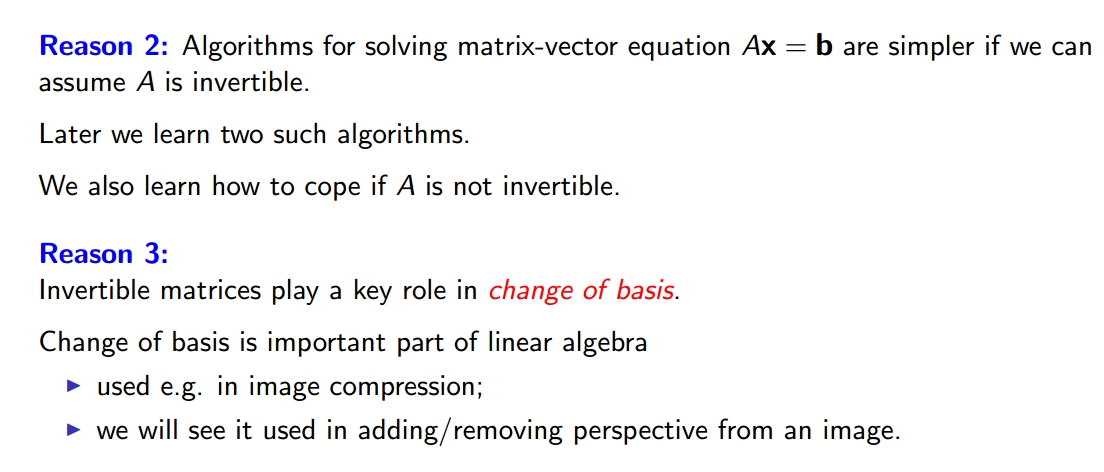 Reason 2: Algorithms for solving matrix-vector equation Ax = b are simpler if we can
assume A is invertible.
Later we learn two such algorithms.
We also learn how to cope if A is not invertible.
Reason 3:
Invertible matrices play a key role in change of basis.
Change of basis is important part of linear algebra
▶ used e.g. in image compression;
▶ we will see it used in adding/removing perspective from an image.